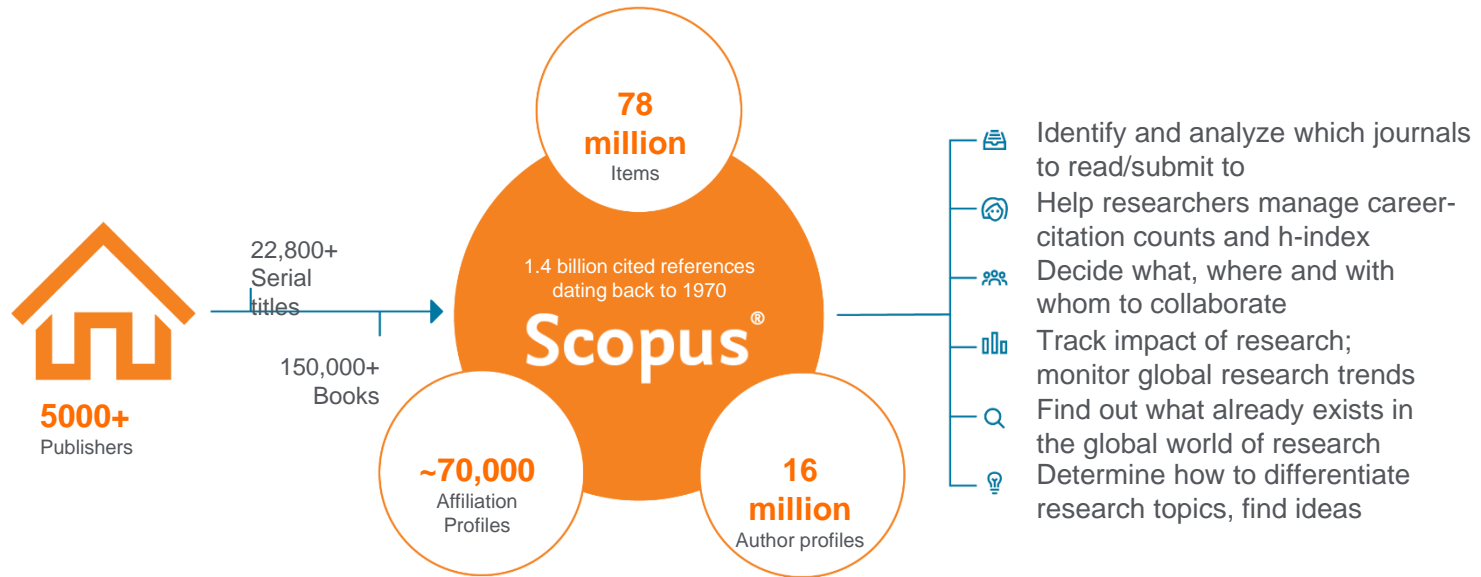 5000+
Publishers
22,800+
Serial
titles
150,000+
Books
78
million
Items
1.4 billion cited references
dating back to 1970
Scopus®
~70,000
Affiliation
Profiles
16
million
Author profiles
Identify and analyze which journals
to read/submit to
Help researchers manage career-
citation counts and h-index
Decide what, where and with
whom to collaborate
Track impact of research;
monitor global research trends
Find out what already exists in
the global world of research
Determine how to differentiate
research topics, find ideas